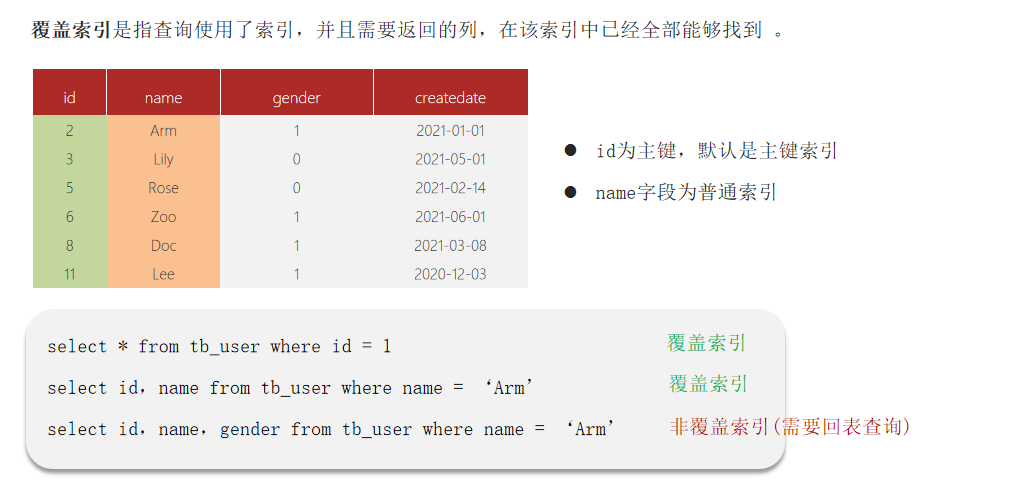 覆盖索引是指查询使用了索引，并且需要返回的列，在该索引中已经全部能够找到 。
id name gender createdate
2 Arm 1 2021-01-01
3 Lily 0 2021-05-01
5 Rose 0 2021-02-14
6 Zoo 1 2021-06-01
8 Doc 1 2021-03-08
11 Lee 1 2020-12-03
● id为主键，默认是主键索引
● name字段为普通索引
select * from tb_user where id = 1 覆盖索引
select id，name from tb_user where name = ‘Arm’ 覆盖索引
select id，name，gender from tb_user where name = ‘Arm’ 非覆盖索引(需要回表查询)